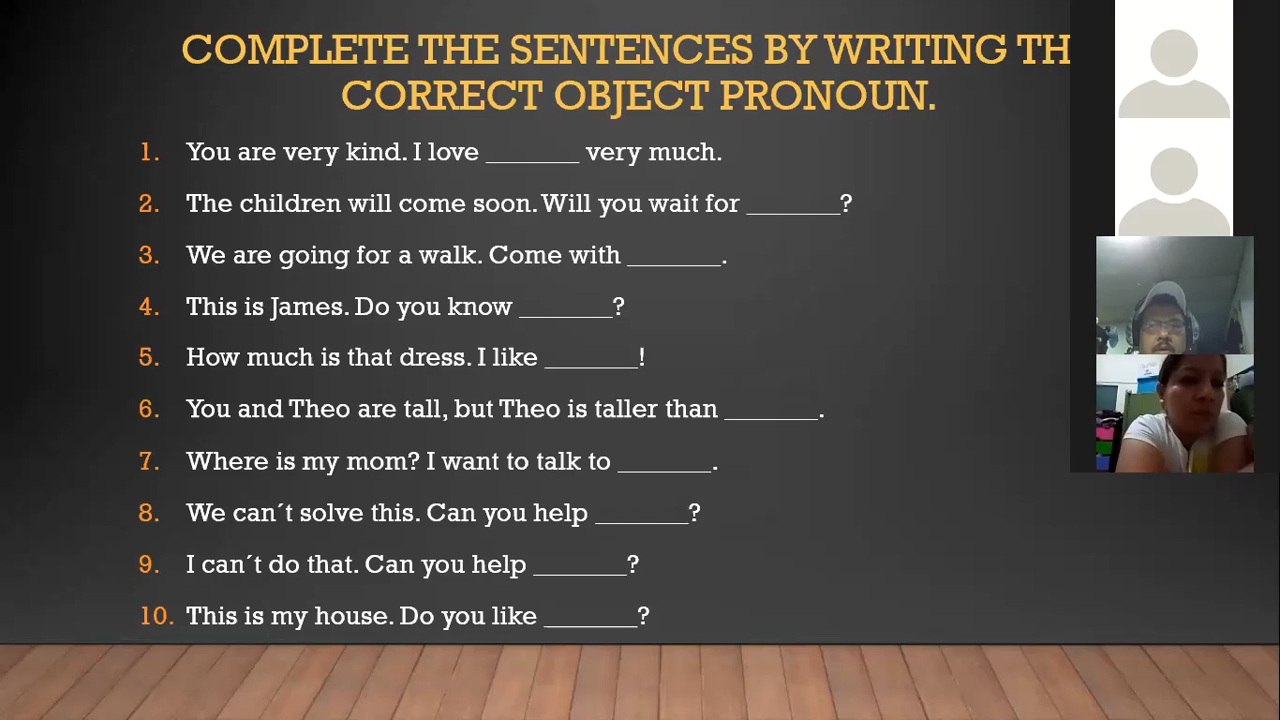 COMPLETE THE SENTENCES BY WRITING TH
CORRECT OBJECT PRONOUN.
1. You are very kind. I love _______ very much.
2. The children will come soon. Will you wait for _______?
3. We are going for a walk. Come with _______.
4. This is James. Do you know _______?
5. How much is that dress. I like _______!
6. You and Theo are tall, but Theo is taller than _______.
7. Where is my mom? I want to talk to _______.
8. We can´t solve this. Can you help _______?
9. I can´t do that. Can you help _______?
10. This is my house. Do you like _______?